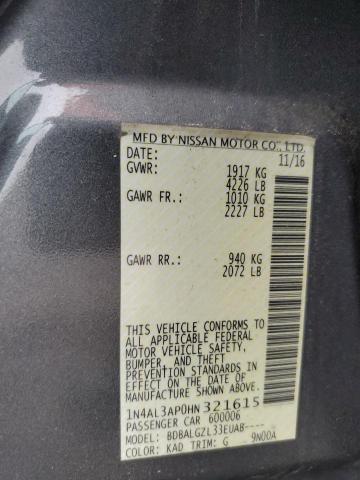 MFD BY NISSAN MOTOR CO., LTD.
DATE: 11/16
GVWR: 1917 KG
4226 LB
GAWR FR.: 1010 KG
2227 LB
GAWR RR.: 940 KG
2072 LB
THIS VEHICLE CONFORMS TO
ALL APPLICABLE FEDERAL
MOTOR VEHICLE SAFETY,
BUMPER, AND THEFT
PREVENTION STANDARDS IN
EFFECT ON THE DATE OF
MANUFACTURE SHOWN ABOVE.
1N4AL3AP0HN321615
PASSENGER CAR 600006
MODEL: BDBALGZL33EUAB----
COLOR: KAD TRIM: G 9N00A